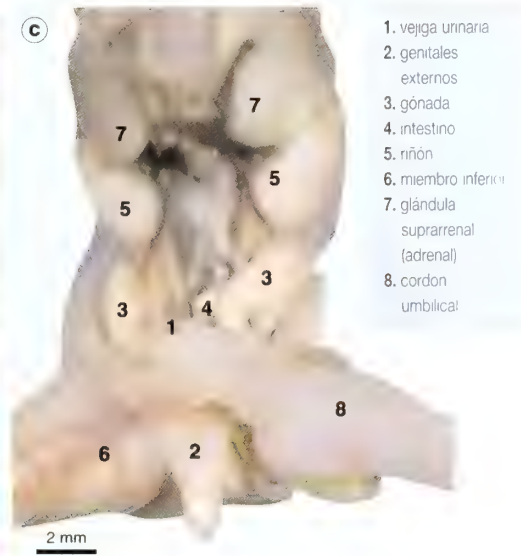 c
1. vejiga urinaria
2. genitales
externos
3. gónada
4. intestino
5. riñón
6. miembro inferior
7. glándula
suprarrenal
(adrenal)
8. cordon
umbilical
7
7
5
5
3
3
4
1
8
6
2
2 mm